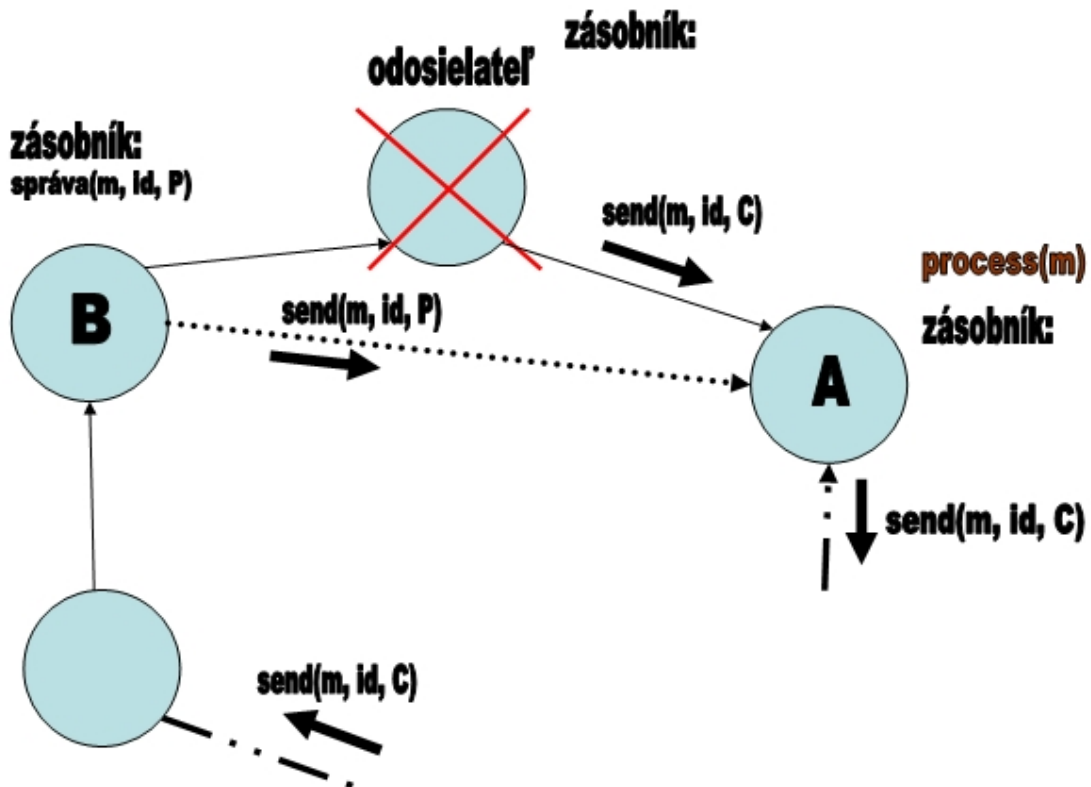 zásobník:
odosielateľ
zásobník:
správa(m, id, P)
send(m, id, C)
process(m)
zásobník:
send(m, id, P)
B
A
send(m, id, C)
send(m, id, C)